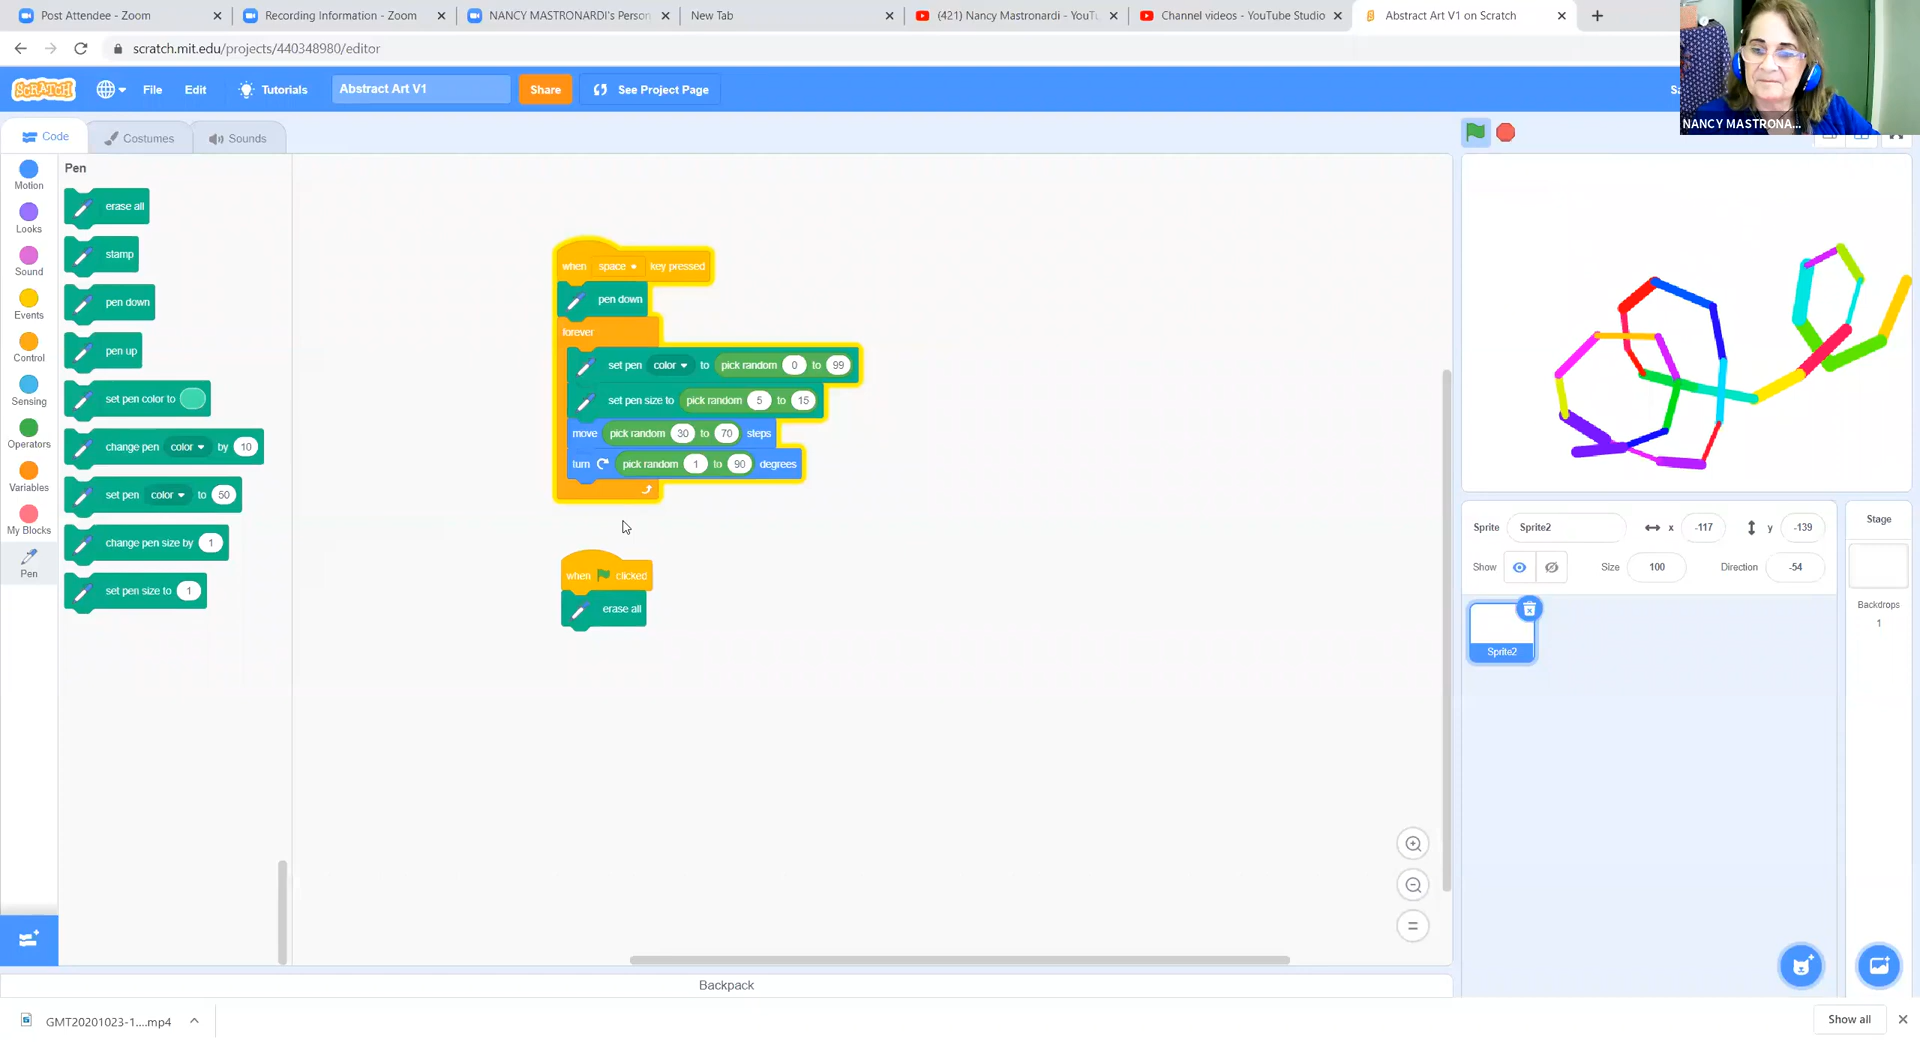 Post Attendee - Zoom
Recording Information - Zoom
NANCY MASTRONARDI's Person
New Tab
(421) Nancy Mastronardi - YouTu
Channel videos - YouTube Studio
Abstract Art V1 on Scratch
scratch.mit.edu/projects/440348980/editor
SCRATCH
File
Edit
Tutorials
Abstract Art V1
Share
See Project Page
NANCY MASTRONA...
Code
Costumes
Sounds
Motion
Looks
Sound
Events
Control
Sensing
Operators
Variables
My Blocks
Pen
Pen
erase all
stamp
pen down
pen up
set pen color to
change pen color by 10
set pen color to 50
change pen size by 1
set pen size to 1
when space key pressed
pen down
forever
set pen color to pick random 0 to 99
set pen size to pick random 5 to 15
move pick random 30 to 70 steps
turn pick random 1 to 90 degrees
when clicked
erase all
Sprite Sprite2 x -117 y -139
Show Size 100 Direction -54
Sprite2
Stage
Backdrops
1
Backpack
GMT20201023-1....mp4
Show all